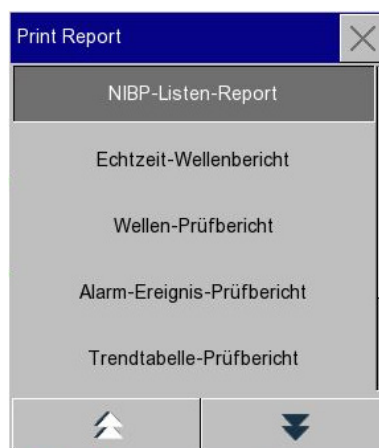 Print Report
NIBP-Listen-Report
Echtzeit-Wellenbericht
Wellen-Prüfbericht
Alarm-Ereignis-Prüfbericht
Trendtabelle-Prüfbericht